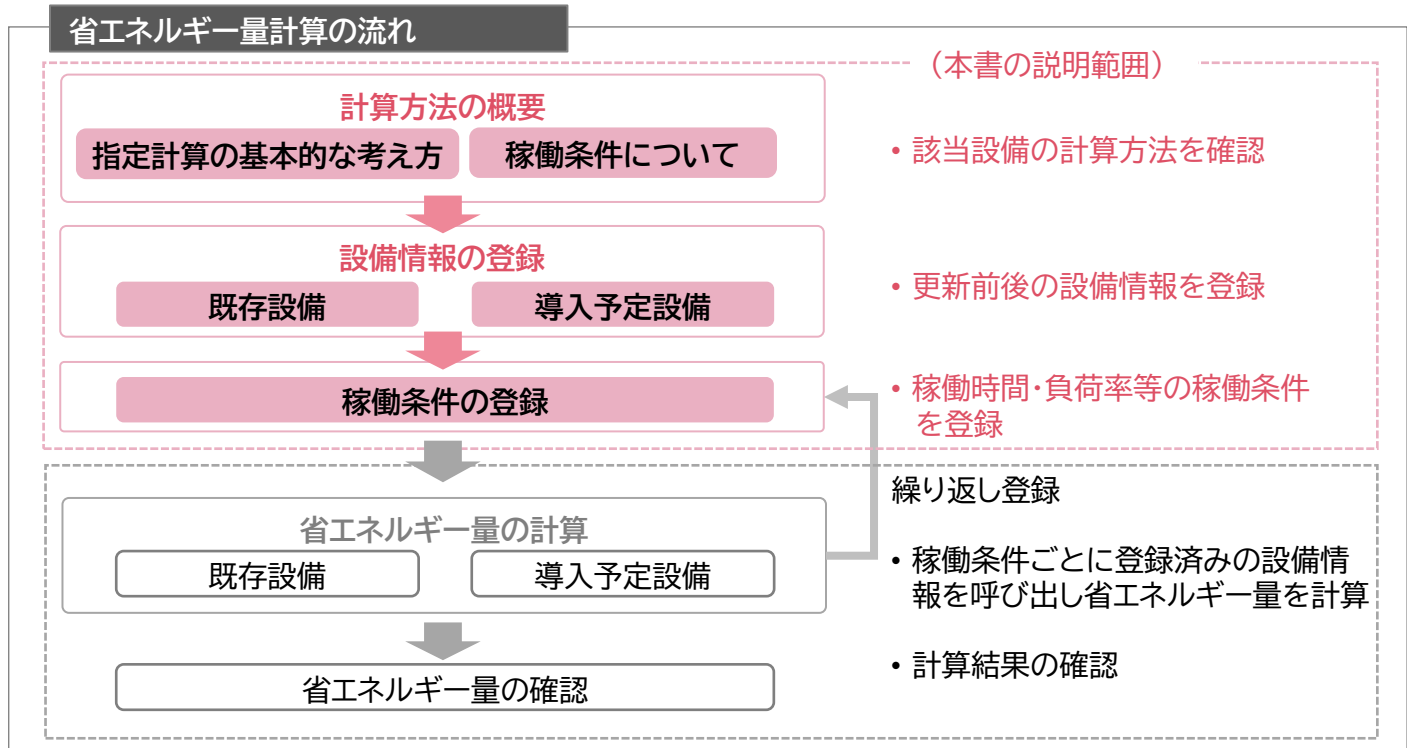 省エネルギー量計算の流れ
（本書の説明範囲）
計算方法の概要
指定計算の基本的な考え方
稼働条件について
• 該当設備の計算方法を確認
設備情報の登録
既存設備
導入予定設備
• 更新前後の設備情報を登録
稼働条件の登録
• 稼働時間・負荷率等の稼働条件
を登録
繰り返し登録
省エネルギー量の計算
既存設備
導入予定設備
• 稼働条件ごとに登録済みの設備情
報を呼び出し省エネルギー量を計算
省エネルギー量の確認
• 計算結果の確認